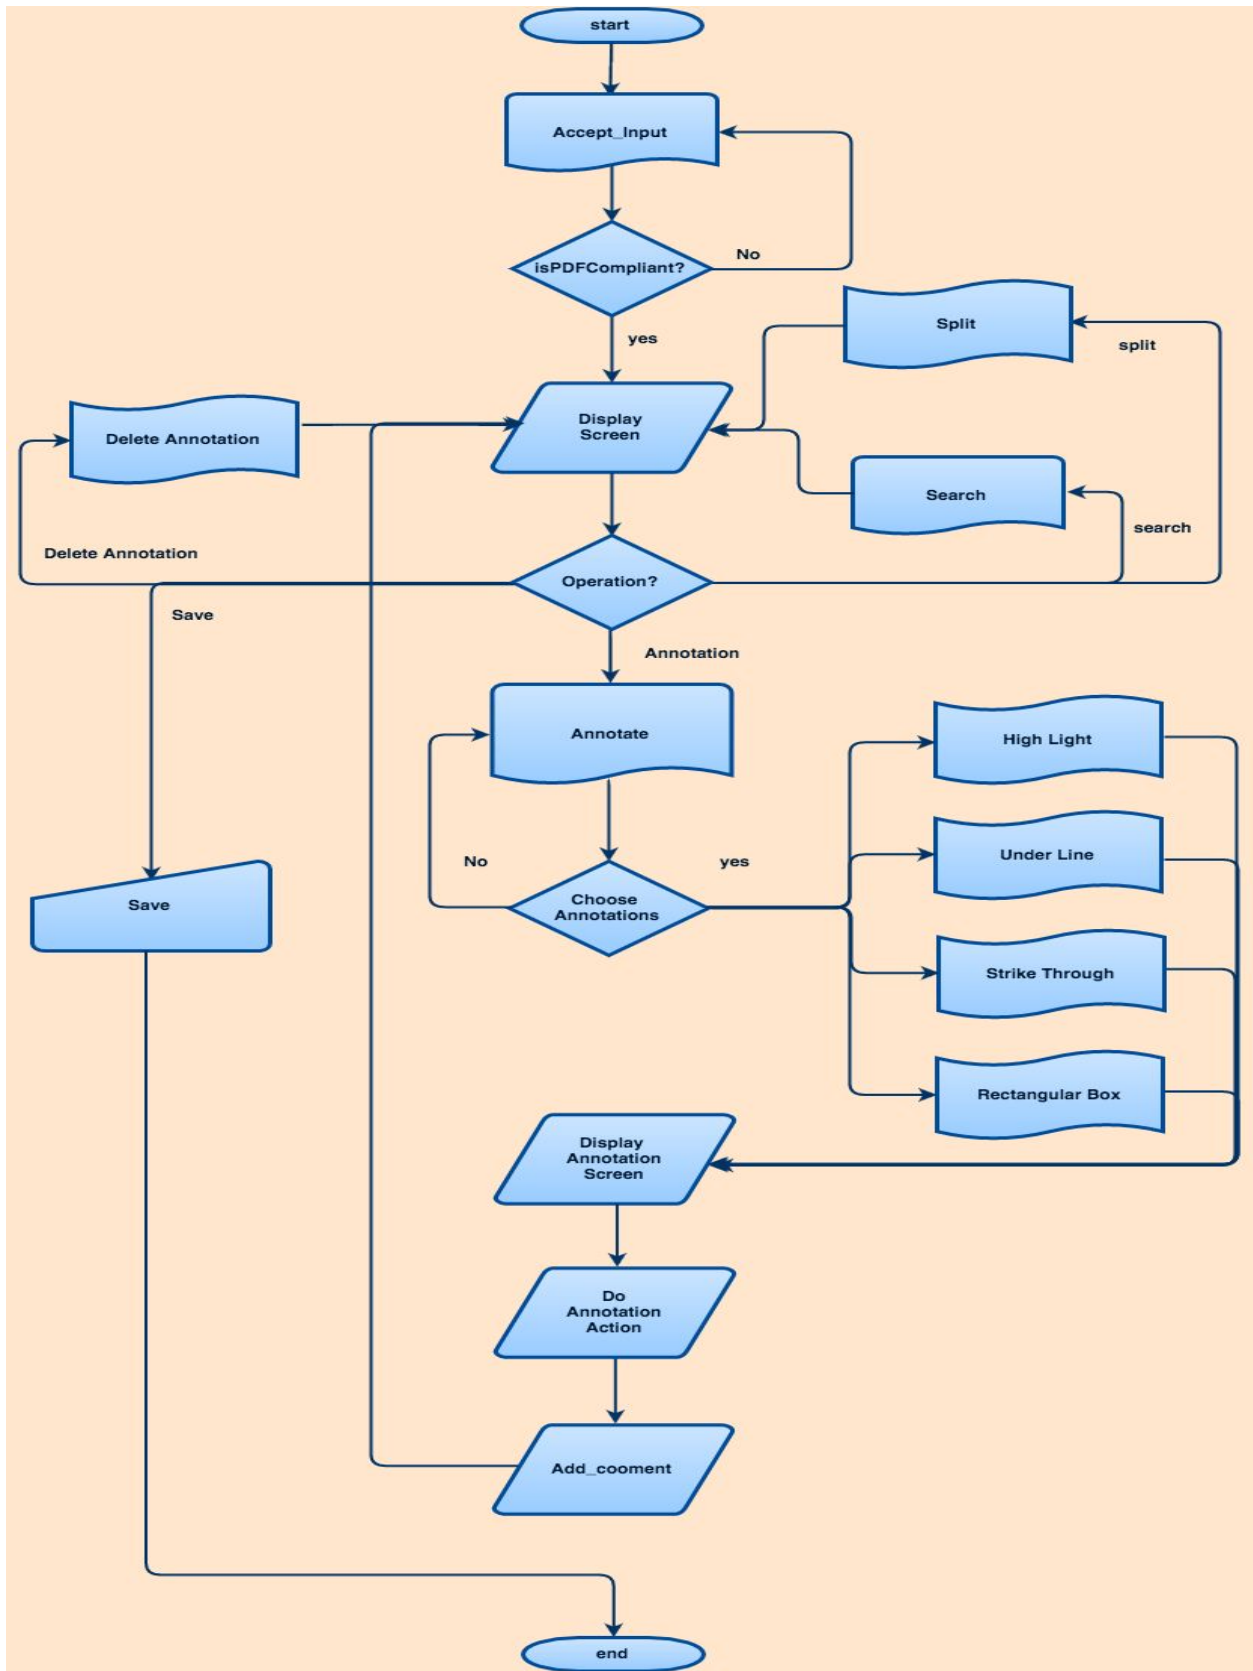 start
Accept_Input
isPDFCompliant?
No
yes
Split
split
Display
Screen
Delete Annotation
Search
search
Delete Annotation
Operation?
Save
Annotation
Annotate
High Light
No
yes
Under Line
Choose
Annotations
Save
Strike Through
Rectangular Box
Display
Annotation
Screen
Do
Annotation
Action
Add_cooment
end